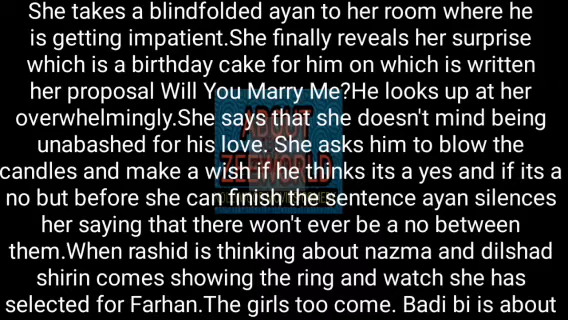 She takes a blindfolded ayan to her room where he
is getting impatient.She finally reveals her surprise
which is a birthday cake for him on which is written
her proposal Will You Marry Me?He looks up at her
overwhelmingly.She says that she doesn't mind being
unabashed for his love. She asks him to blow the
candles and make a wish if he thinks its a yes and if its a
no but before she can finish the sentence ayan silences
her saying that there won't ever be a no between
them.When rashid is thinking about nazma and dilshad
shirin comes showing the ring and watch she has
selected for Farhan.The girls too come. Badi bi is about
ABOUT
ZEEWORLD